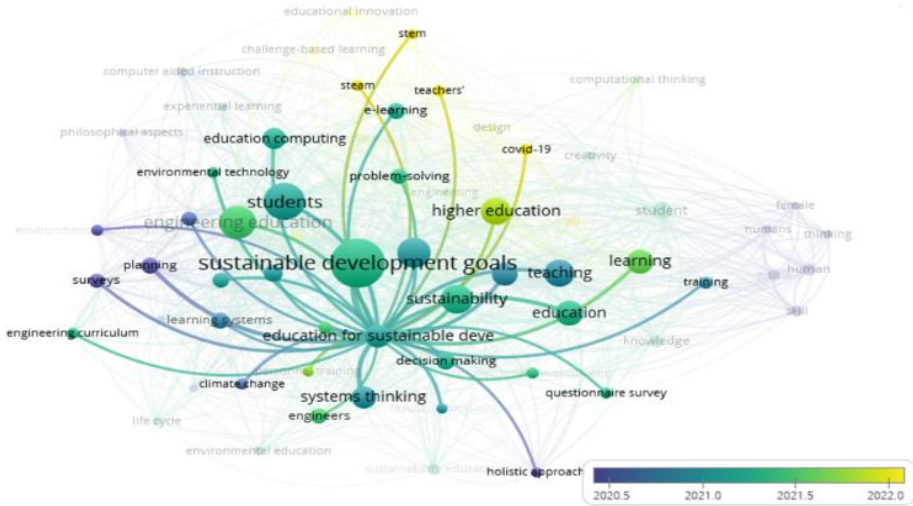 educational innovation
stem
challenge-based learning
computer aided instruction
computational thinking
steam
teachers'
experiential learning
e-learning
design
philosophical aspects
education computing
covid-19
creativity
environmental technology
problem-solving
engineering
students
higher education
student
female
engineering education
humans
thinking
sustainable development goals
learning
planning
teaching
human
surveys
training
sustainability
education
skill
learning systems
engineering curriculum
education for sustainable deve
knowledge
decision making
climate change
questionnaire survey
systems thinking
engineers
life cycle
environmental education
holistic approach
2020.5
2021.0
2021.5
2022.0